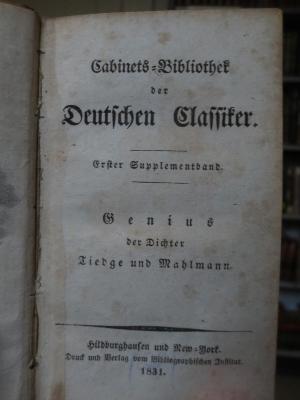 Cabinets-Bibliothek
der
Deutschen Classiker.
Erster Supplementband.
Genius
der Dichter
Tiedge und Mahlmann.
Hildburghausen und New-York.
Druck und Verlag vom Bibliographischen Institut.
1831.